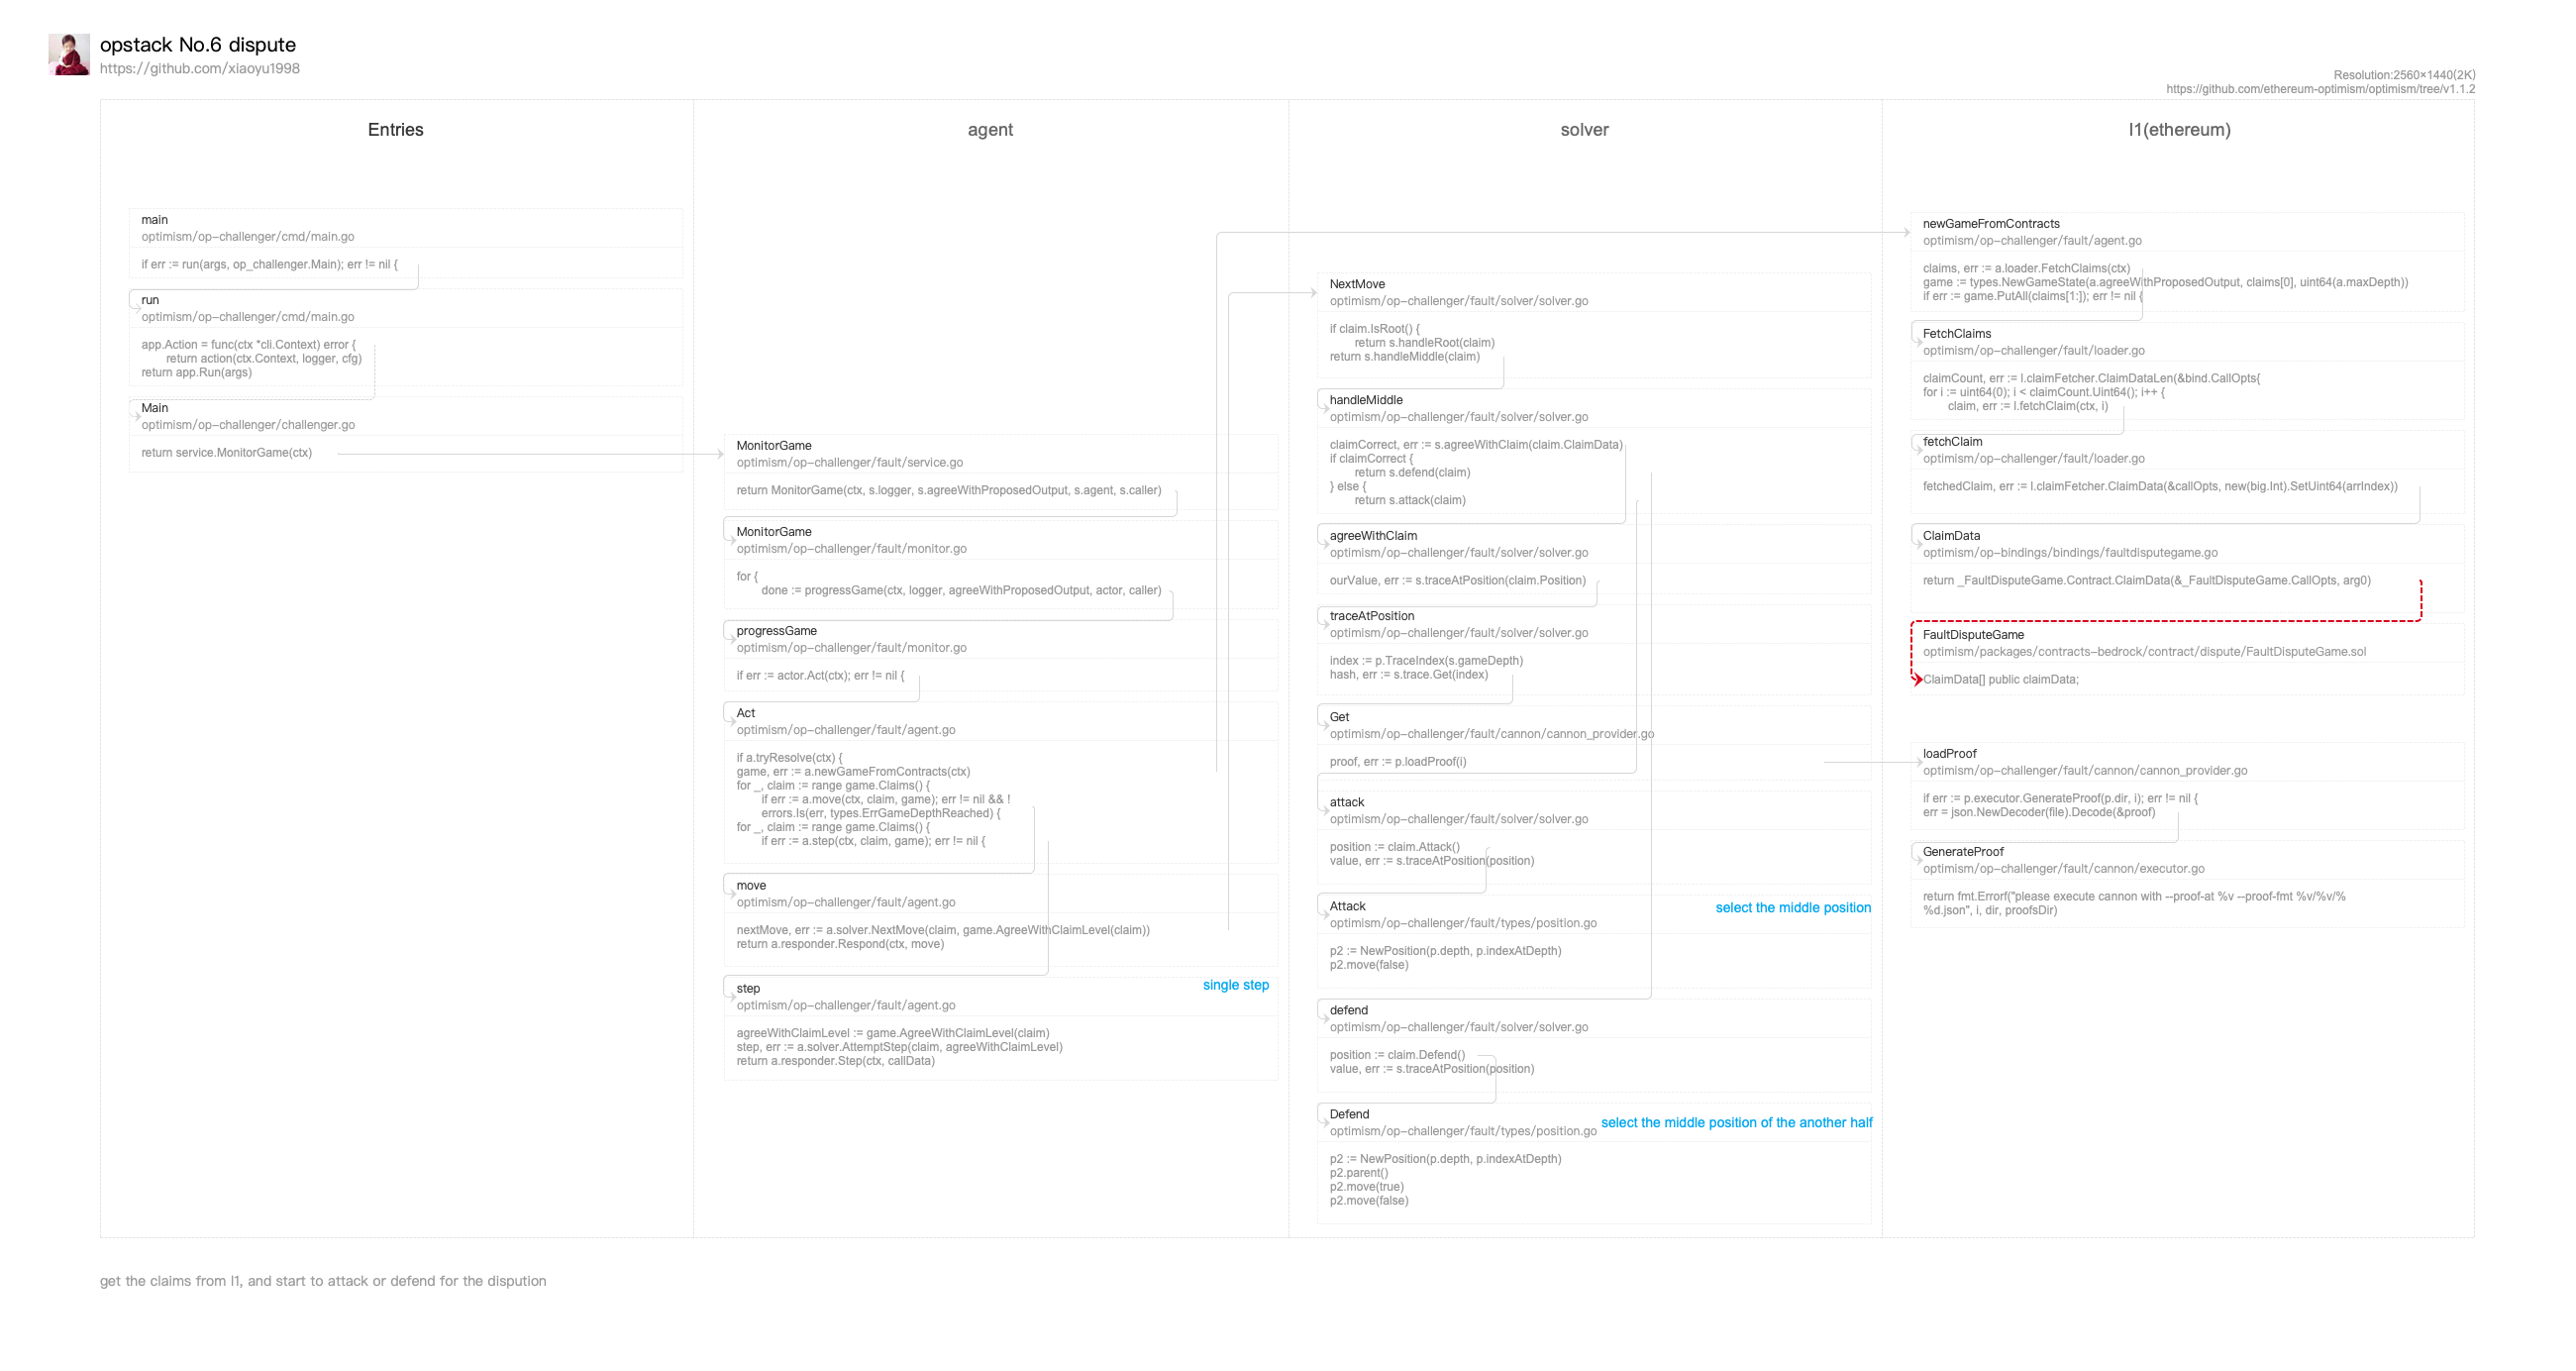 opstack No.6 dispute
https://github.com/xiaoyu1998
Resolution:2560×1440(2K)
https://github.com/ethereum-optimism/optimism/tree/v1.1.2
Entries
main
optimism/op-challenger/cmd/main.go
if err := run(args, op_challenger.Main); err != nil {
run
optimism/op-challenger/cmd/main.go
app.Action = func(ctx *cli.Context) error {
return action(ctx.Context, logger, cfg)
return app.Run(args)
Main
optimism/op-challenger/challenger.go
return service.MonitorGame(ctx)
agent
MonitorGame
optimism/op-challenger/fault/service.go
return MonitorGame(ctx, s.logger, s.agreeWithProposedOutput, s.agent, s.caller)
MonitorGame
optimism/op-challenger/fault/monitor.go
for {
done := progressGame(ctx, logger, agreeWithProposedOutput, actor, caller)
progressGame
optimism/op-challenger/fault/monitor.go
if err := actor.Act(ctx); err != nil {
Act
optimism/op-challenger/fault/agent.go
if a.tryResolve(ctx) {
game, err := a.newGameFromContracts(ctx)
for _, claim := range game.Claims() {
if err := a.move(ctx, claim, game); err != nil && !
errors.Is(err, types.ErrGameDepthReached) {
for _, claim := range game.Claims() {
if err := a.step(ctx, claim, game); err != nil {
move
optimism/op-challenger/fault/agent.go
nextMove, err := a.solver.NextMove(claim, game.AgreeWithClaimLevel(claim))
return a.responder.Respond(ctx, move)
step
single step
optimism/op-challenger/fault/agent.go
agreeWithClaimLevel := game.AgreeWithClaimLevel(claim)
step, err := a.solver.AttemptStep(claim, agreeWithClaimLevel)
return a.responder.Step(ctx, callData)
solver
NextMove
optimism/op-challenger/fault/solver/solver.go
if claim.IsRoot() {
return s.handleRoot(claim)
return s.handleMiddle(claim)
handleMiddle
optimism/op-challenger/fault/solver/solver.go
claimCorrect, err := s.agreeWithClaim(claim.ClaimData)
if claimCorrect {
return s.defend(claim)
} else {
return s.attack(claim)
agreeWithClaim
optimism/op-challenger/fault/solver/solver.go
ourValue, err := s.traceAtPosition(claim.Position)
traceAtPosition
optimism/op-challenger/fault/solver/solver.go
index := p.TraceIndex(s.gameDepth)
hash, err := s.trace.Get(index)
Get
optimism/op-challenger/fault/cannon/cannon_provider.go
proof, err := p.loadProof(i)
attack
optimism/op-challenger/fault/solver/solver.go
position := claim.Attack()
value, err := s.traceAtPosition(position)
Attack
select the middle position
optimism/op-challenger/fault/types/position.go
p2 := NewPosition(p.depth, p.indexAtDepth)
p2.move(false)
defend
optimism/op-challenger/fault/solver/solver.go
position := claim.Defend()
value, err := s.traceAtPosition(position)
Defend
select the middle position of the another half
optimism/op-challenger/fault/types/position.go
p2 := NewPosition(p.depth, p.indexAtDepth)
p2.parent()
p2.move(true)
p2.move(false)
l1(ethereum)
newGameFromContracts
optimism/op-challenger/fault/agent.go
claims, err := a.loader.FetchClaims(ctx)
game := types.NewGameState(a.agreeWithProposedOutput, claims[0], uint64(a.maxDepth))
if err := game.PutAll(claims[1:]); err != nil {
FetchClaims
optimism/op-challenger/fault/loader.go
claimCount, err := l.claimFetcher.ClaimDataLen(&bind.CallOpts{
for i := uint64(0); i < claimCount.Uint64(); i++ {
claim, err := l.fetchClaim(ctx, i)
fetchClaim
optimism/op-challenger/fault/loader.go
fetchedClaim, err := l.claimFetcher.ClaimData(&callOpts, new(big.Int).SetUint64(arrIndex))
ClaimData
optimism/op-bindings/bindings/faultdisputegame.go
return _FaultDisputeGame.Contract.ClaimData(&_FaultDisputeGame.CallOpts, arg0)
FaultDisputeGame
optimism/packages/contracts-bedrock/contract/dispute/FaultDisputeGame.sol
ClaimData[] public claimData;
loadProof
optimism/op-challenger/fault/cannon/cannon_provider.go
if err := p.executor.GenerateProof(p.dir, i); err != nil {
err = json.NewDecoder(file).Decode(&proof)
GenerateProof
optimism/op-challenger/fault/cannon/executor.go
return fmt.Errorf("please execute cannon with --proof-at %v --proof-fmt %v/%v/%
%d.json", i, dir, proofsDir)
get the claims from l1, and start to attack or defend for the dispution